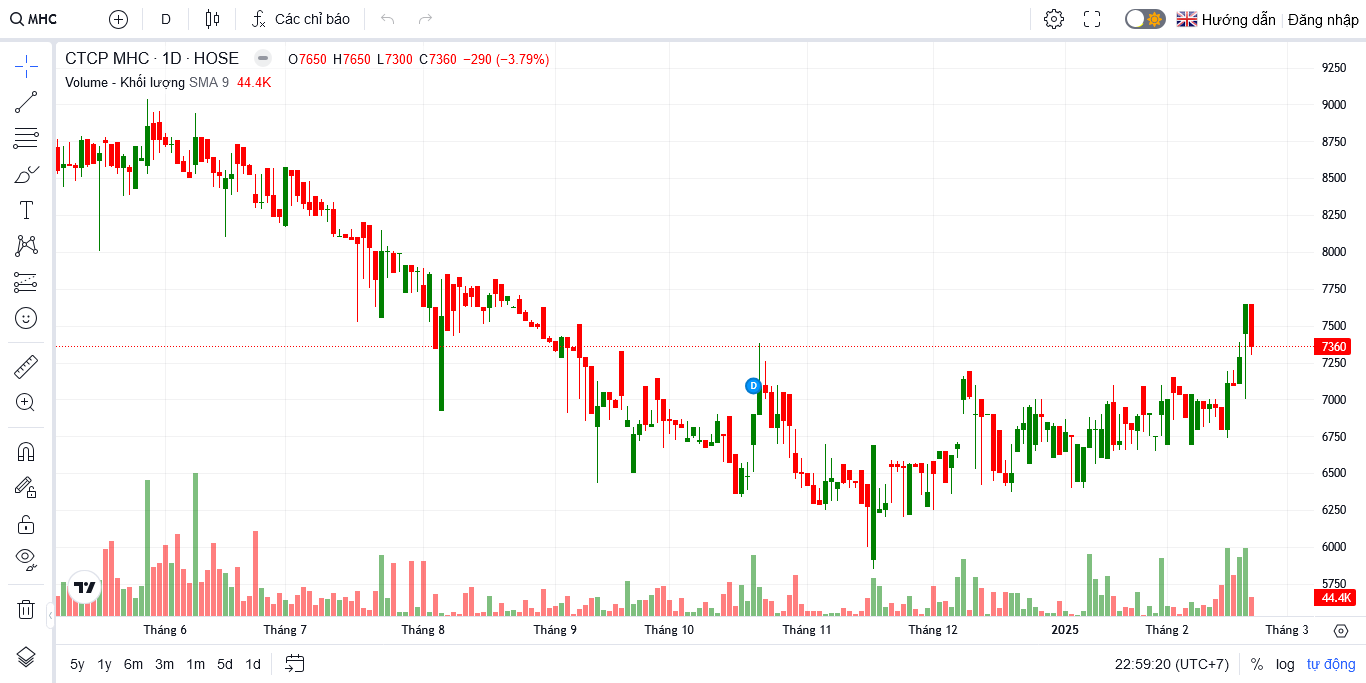 MHC D Các chỉ báo Hướng dẫn Đăng nhập
CTCP MHC · 1D · HOSE O7650 H7650 L7300 C7360 −290 (−3.79%)
Volume - Khối lượng SMA 9 44.4K
9250
9000
8750
8500
8250
8000
7750
7500
7360
7250
7000
6750
6500
6250
6000
5750
44.4K
D
Tháng 6 Tháng 7 Tháng 8 Tháng 9 Tháng 10 Tháng 11 Tháng 12 2025 Tháng 2 Tháng 3
5y 1y 6m 3m 1m 5d 1d 22:59:20 (UTC+7) % log tự động